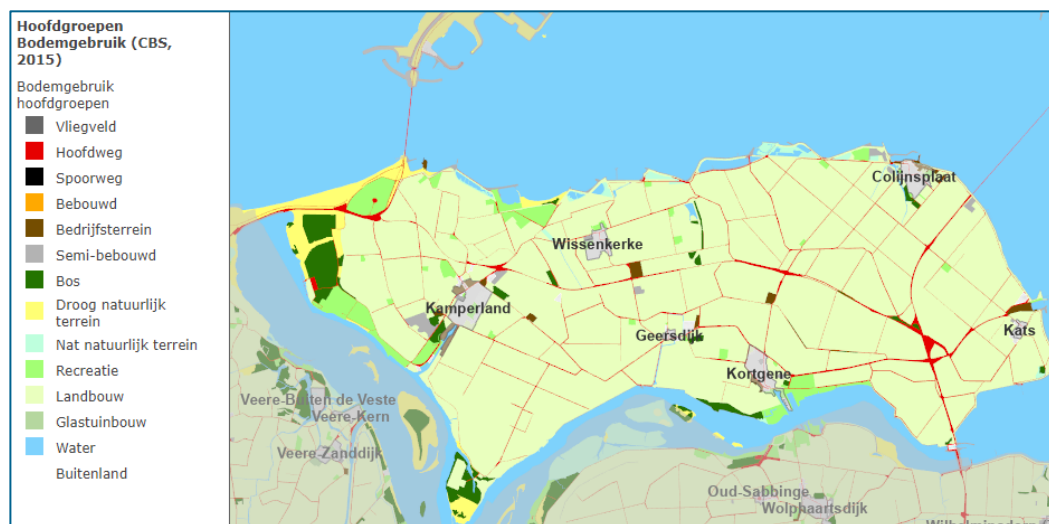 Hoofdgroepen
Bodemgebruik (CBS,
2015)
Bodemgebruik
hoofdgroepen
Vliegveld
Hoofdweg
Spoorweg
Bebouwd
Bedrijfsterrein
Semi-bebouwd
Bos
Droog natuurlijk
terrein
Nat natuurlijk terrein
Recreatie
Landbouw
Glastuinbouw
Water
Buitenland
Colijnsplaat
Wissenkerke
Kamperland
Geersdijk
Kats
Kortgene
Veere-Buiten de Veste
Veere-Kern
Veere-Zanddijk
Oud-Sabbinge
Wolphaartsdijk